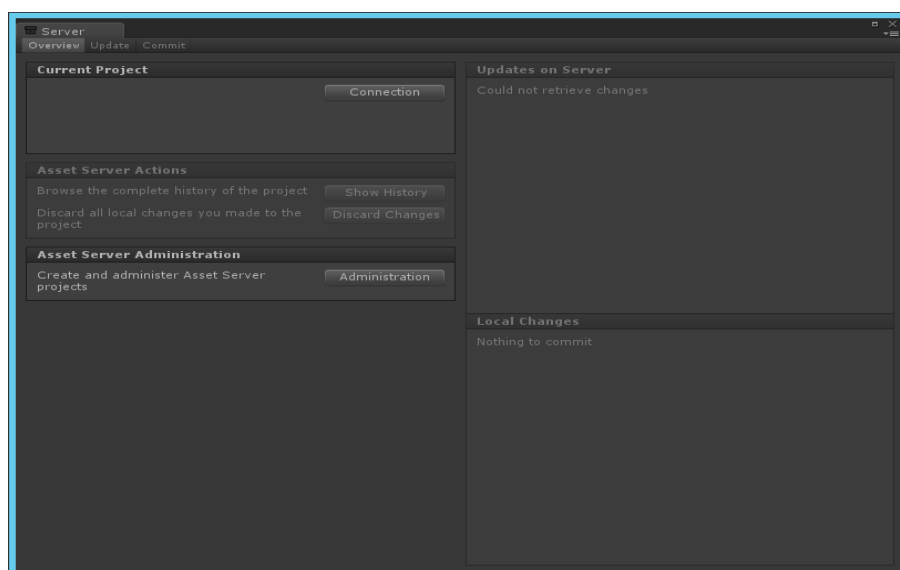 Server
Overview Update Commit
Current Project
Connection
Asset Server Actions
Browse the complete history of the project
Show History
Discard all local changes you made to the
project
Discard Changes
Asset Server Administration
Create and administer Asset Server
projects
Administration
Updates on Server
Could not retrieve changes
Local Changes
Nothing to commit